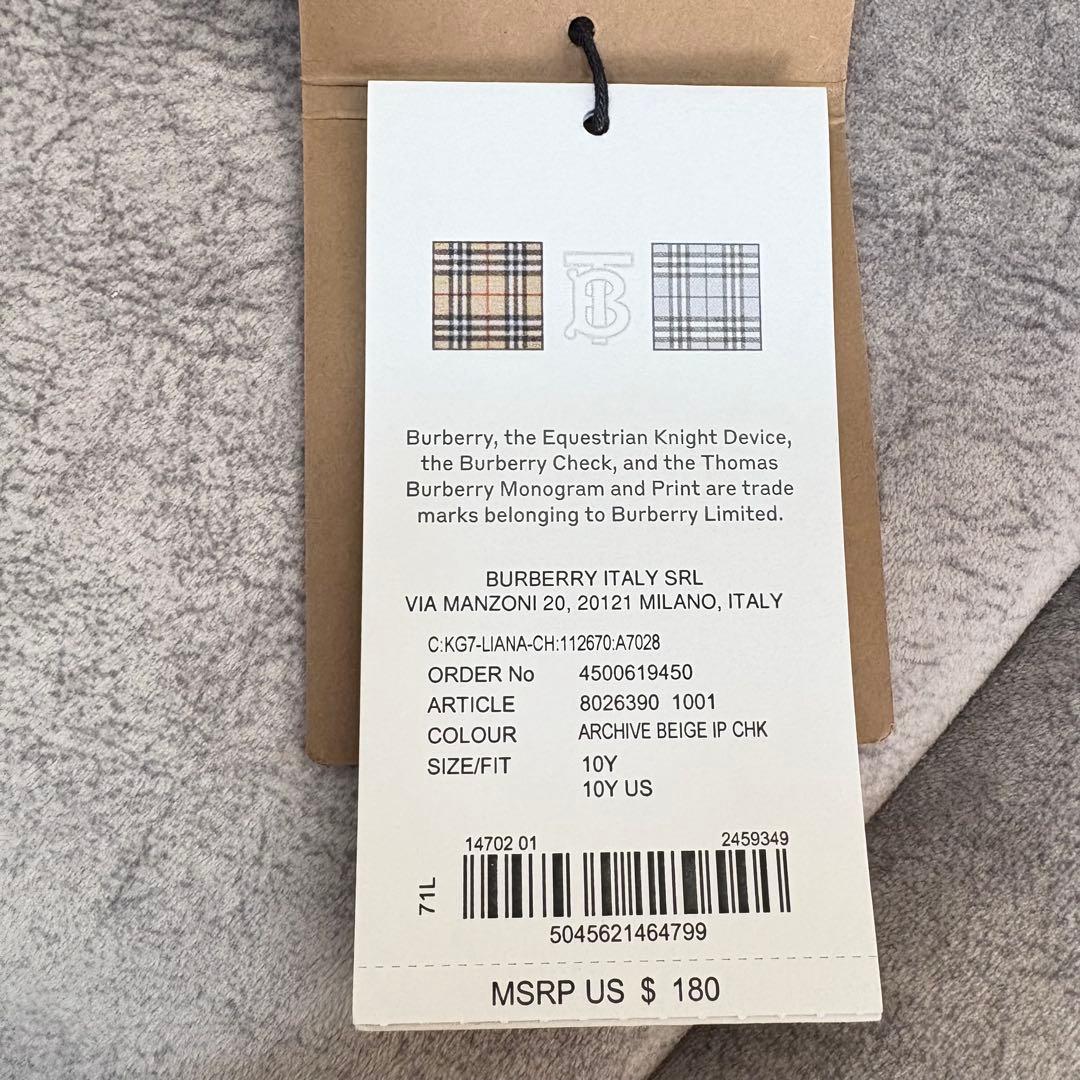 Burberry, the Equestrian Knight Device,
the Burberry Check, and the Thomas
Burberry Monogram and Print are trade
marks belonging to Burberry Limited.
BURBERRY ITALY SRL
VIA MANZONI 20, 20121 MILANO, ITALY
C:KG7-LIANA-CH:112670:A7028
ORDER No 4500619450
ARTICLE 8026390 1001
COLOUR ARCHIVE BEIGE IP CHK
SIZE/FIT 10Y
10Y US
14702 01 2459349
71L
5045621464799
MSRP US $ 180